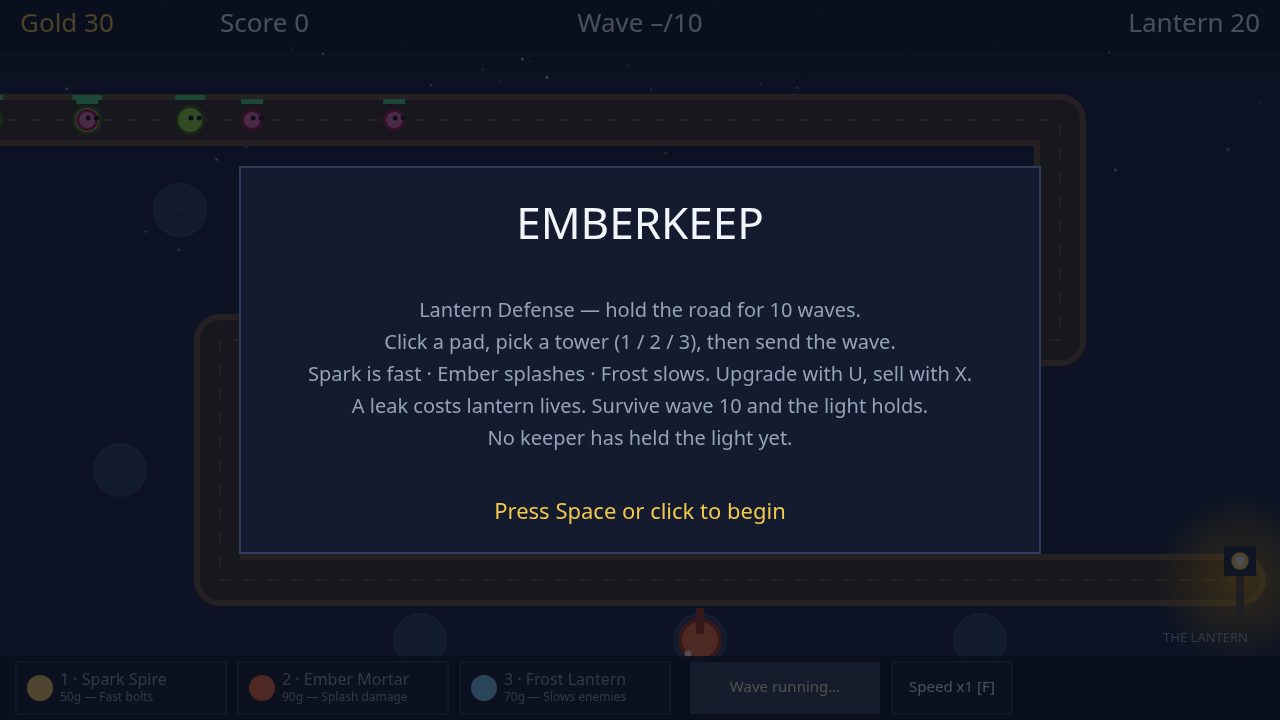 Gold 30 Score 0 Wave –/10 Lantern 20
EMBERKEEP
Lantern Defense — hold the road for 10 waves.
Click a pad, pick a tower (1 / 2 / 3), then send the wave.
Spark is fast · Ember splashes · Frost slows. Upgrade with U, sell with X.
A leak costs lantern lives. Survive wave 10 and the light holds.
No keeper has held the light yet.
Press Space or click to begin
THE LANTERN
1 · Spark Spire
50g — Fast bolts
2 · Ember Mortar
90g — Splash damage
3 · Frost Lantern
70g — Slows enemies
Wave running...
Speed x1 [F]